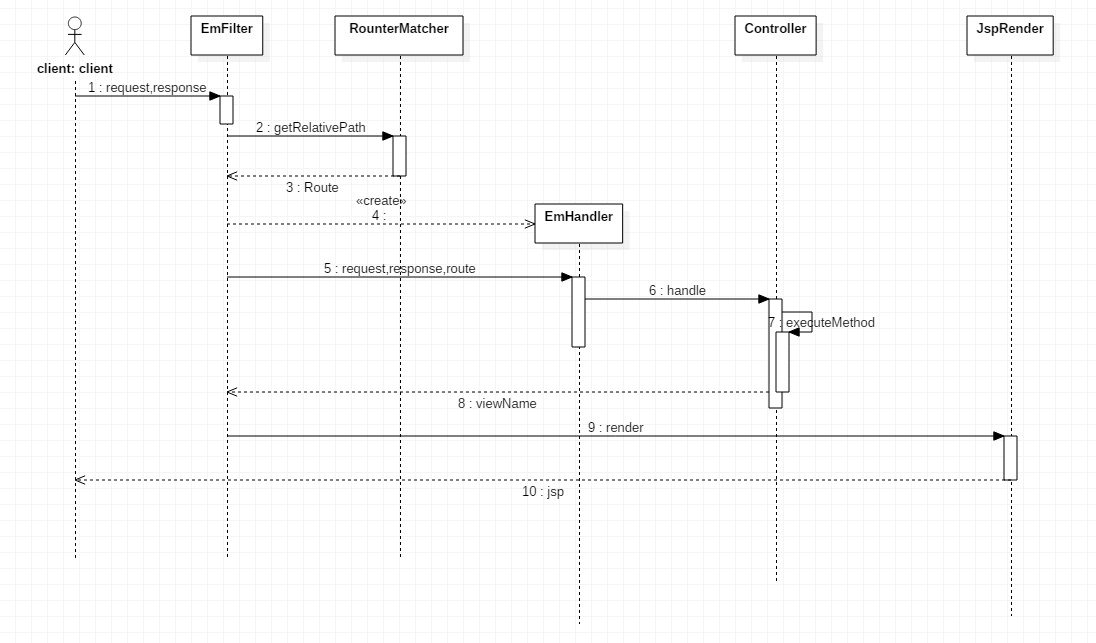 EmFilter
RounterMatcher
Controller
JspRender
client: client
1 : request,response
2 : getRelativePath
3 : Route
«create»
4 :
EmHandler
5 : request,response,route
6 : handle
7 : executeMethod
8 : viewName
9 : render
10 : jsp